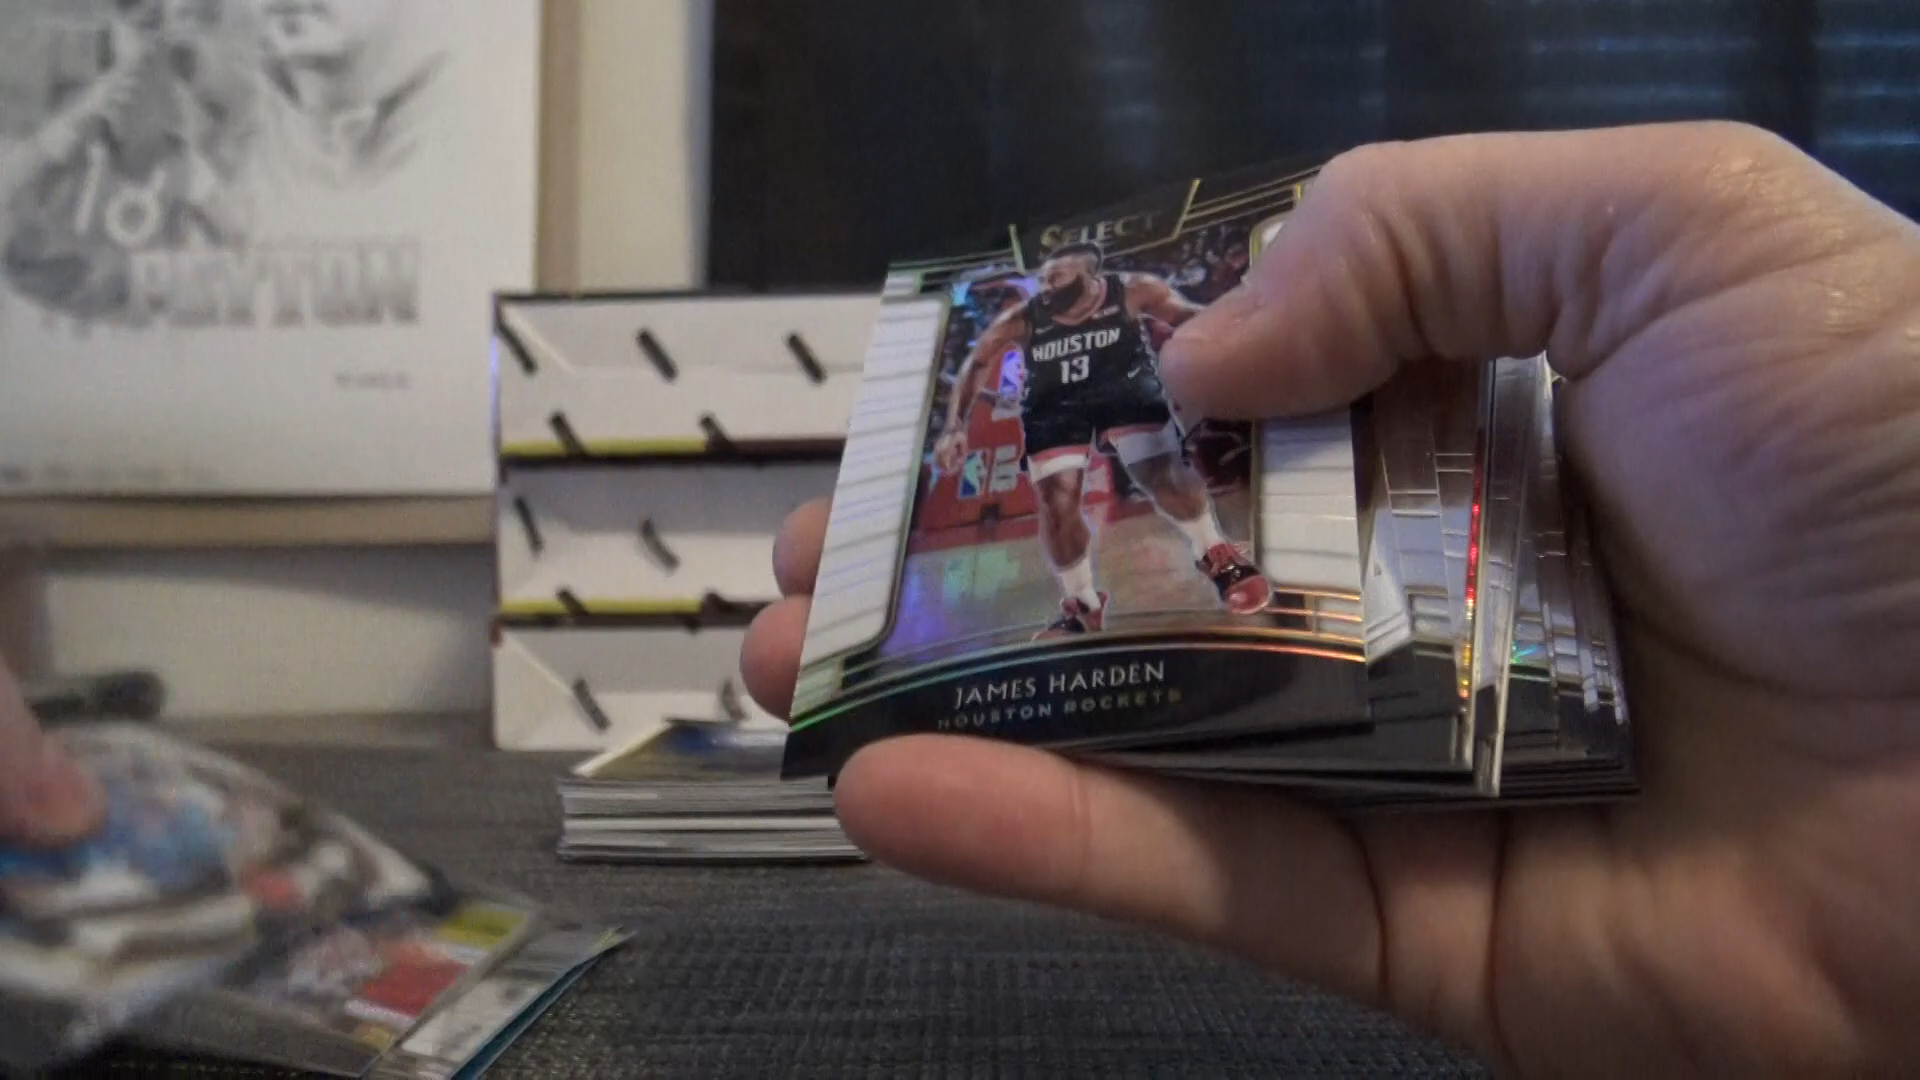 PAYTON
SELECT
HOUSTON
13
JAMES HARDEN
HOUSTON ROCKETS